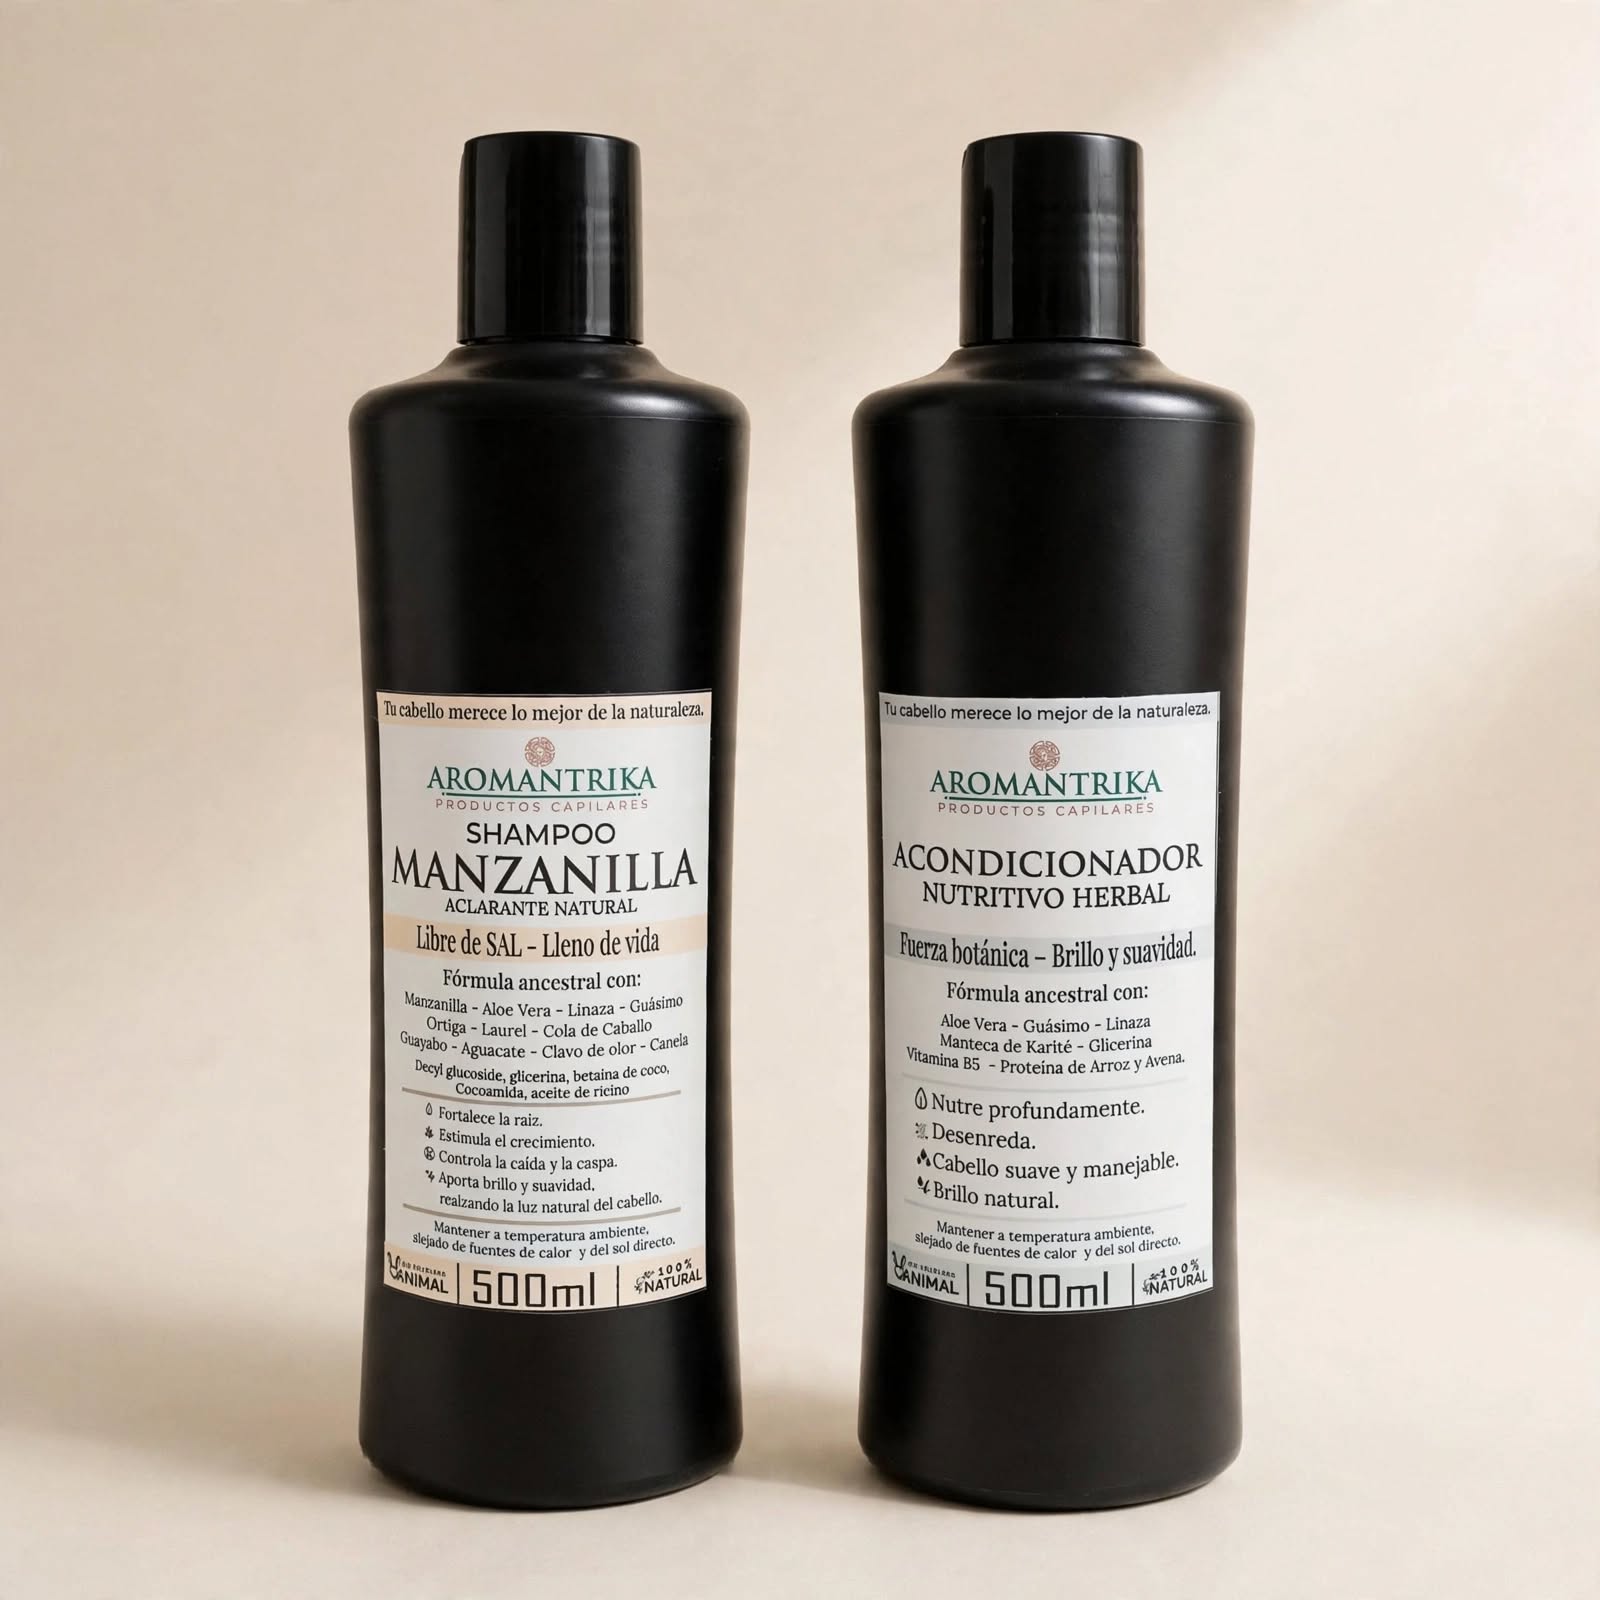 Tu cabello merece lo mejor de la naturaleza.
AROMANTRIKA
PRODUCTOS CAPILARES
SHAMPOO
MANZANILLA
ACLARANTE NATURAL
Libre de SAL - Lleno de vida
Fórmula ancestral con:
Manzanilla - Aloe Vera - Linaza - Guásimo
Ortiga - Laurel - Cola de Caballo
Guayabo - Aguacate - Clavo de olor - Canela
Decyl glucoside, glicerina, betaina de coco,
Cocoamida, aceite de ricino
Fortalece la raiz.
Estimula el crecimiento.
Controla la caída y la caspa.
Aporta brillo y suavidad,
realzando la luz natural del cabello.
Mantener a temperatura ambiente,
slejado de fuentes de calor y del sol directo.
ANIMAL
500ml
100%
NATURAL
Tu cabello merece lo mejor de la naturaleza.
AROMANTRIKA
PRODUCTOS CAPILARES
ACONDICIONADOR
NUTRITIVO HERBAL
Fuerza botánica – Brillo y suavidad.
Fórmula ancestral con:
Aloe Vera - Guásimo - Linaza
Manteca de Karité - Glicerina
Vitamina B5 - Proteína de Arroz y Avena.
Nutre profundamente.
Desenreda.
Cabello suave y manejable.
Brillo natural.
Mantener a temperatura ambiente,
slejado de fuentes de calor y del sol directo.
ANIMAL
500ml
100%
NATURAL